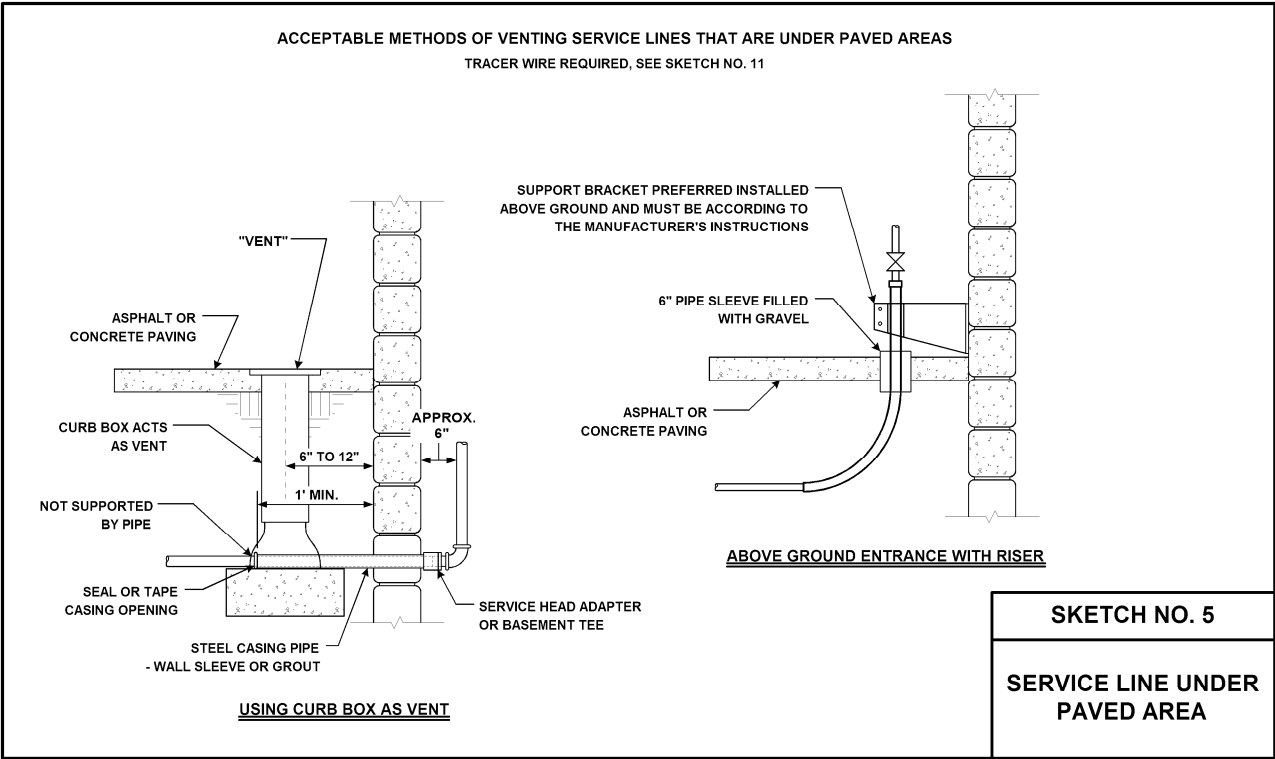 ACCEPTABLE METHODS OF VENTING SERVICE LINES THAT ARE UNDER PAVED AREAS
TRACER WIRE REQUIRED, SEE SKETCH NO. 11
"VENT"
ASPHALT OR
CONCRETE PAVING
CURB BOX ACTS
AS VENT
APPROX.
6"
6" TO 12"
1' MIN.
NOT SUPPORTED
BY PIPE
SEAL OR TAPE
CASING OPENING
STEEL CASING PIPE
- WALL SLEEVE OR GROUT
SERVICE HEAD ADAPTER
OR BASEMENT TEE
USING CURB BOX AS VENT
SUPPORT BRACKET PREFERRED INSTALLED
ABOVE GROUND AND MUST BE ACCORDING TO
THE MANUFACTURER'S INSTRUCTIONS
6" PIPE SLEEVE FILLED
WITH GRAVEL
ASPHALT OR
CONCRETE PAVING
ABOVE GROUND ENTRANCE WITH RISER
SKETCH NO. 5
SERVICE LINE UNDER
PAVED AREA